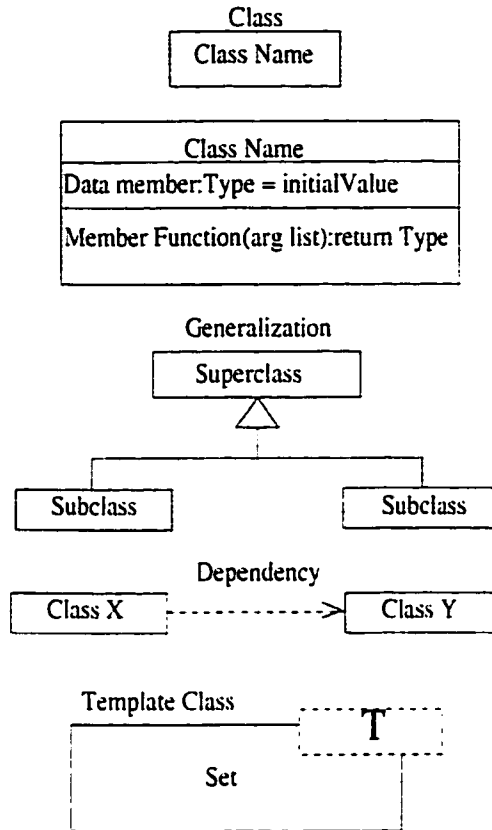 Class
Class Name
Class Name
Data member:Type = initialValue
Member Function(arg list):return Type
Generalization
Superclass
Subclass Subclass
Dependency
Class X Class Y
Template Class
T
Set